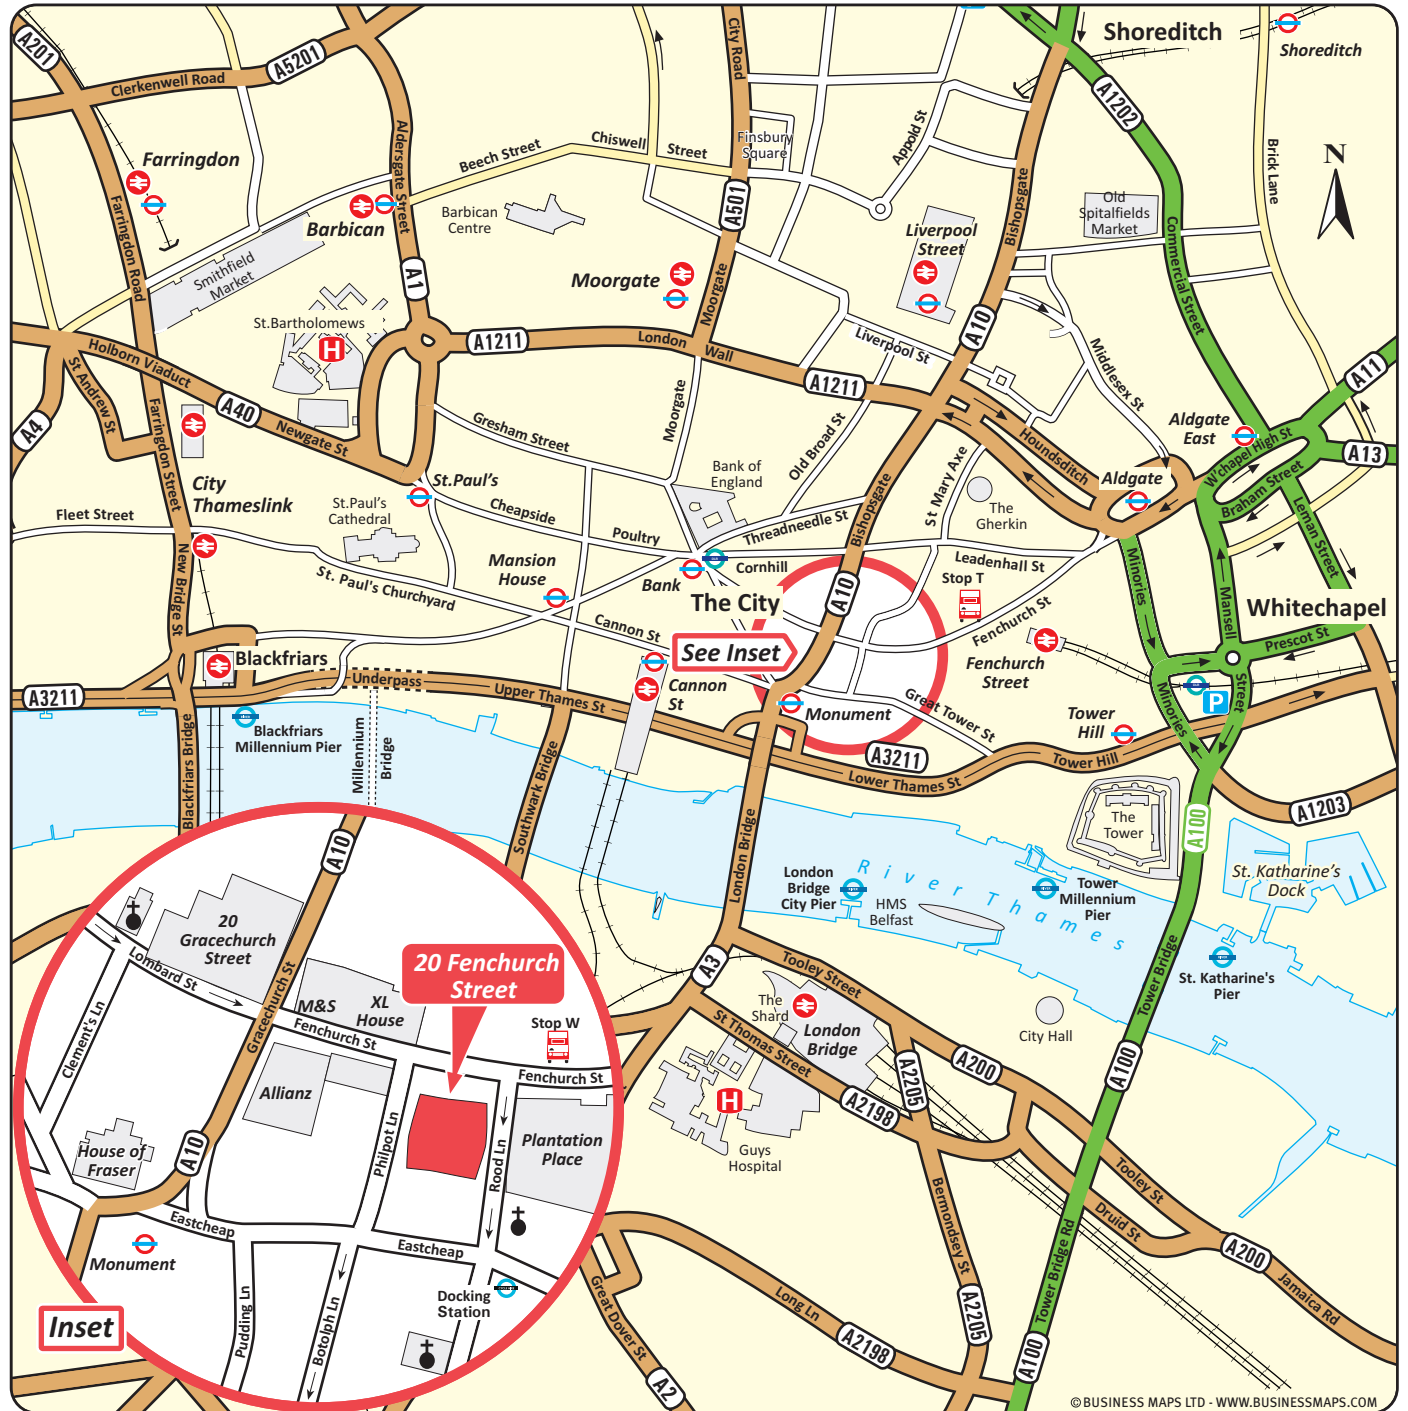 Shoreditch
Shoreditch
A201
Clerkenwell Road
A5201
City Road
A1202
Farringdon
Aldersgate Street
Beech Street
Chiswell
Street
Finsbury
Square
Appold St
Brick Lane
N
Barbican
Barbican
Centre
A501
Bishopsgate
Old
Spitalfields
Market
Commercial Street
Farringdon Road
Smithfield
Market
A1
Moorgate
Moorgate
Liverpool
Street
St.Bartholomews
H
A1211
London
Wall
A1211
Liverpool St
A10
Middlesex St
A11
Holborn Viaduct
St Andrew St
A4
A40
Newgate St
Farringdon Street
Gresham Street
Moorgate
Old Broad St
Bank of
England
St Mary Axe
Houndsditch
Aldgate
East
W'chapel High St
A13
Aldgate
Braham Street
Leman Street
City
Thameslink
St.Paul's
St.Paul's
Cathedral
Cheapside
Poultry
Threadneedle St
Bishopsgate
The
Gherkin
Fleet Street
New Bridge St
St. Paul's Churchyard
Mansion
House
Bank
Cornhill
Leadenhall St
Stop T
Minories
Mansell
Street
Whitechapel
Prescot St
The City
A10
Cannon St
See Inset
Fenchurch St
Fenchurch
Street
Blackfriars
A3211
Underpass
Upper Thames St
Cannon
St
Monument
Great Tower St
A3211
Tower
Hill
Tower Hill
Minories
P
Blackfriars
Millennium Pier
Blackfriars Bridge
Millennium
Bridge
Southwark Bridge
Lower Thames St
London Bridge
The
Tower
A100
A1203
St. Katharine's
Dock
London
Bridge
City Pier
River Thames
HMS
Belfast
Tower
Millennium
Pier
St. Katharine's
Pier
Tower Bridge
A3
Tooley Street
The
Shard
London
Bridge
St Thomas Street
City Hall
A200
A2205
A2198
A100
H
Guys
Hospital
Tooley St
Druid St
A200
Jamaica Rd
Bermondsey St
A2205
Tower Bridge Rd
A100
Long Ln
A2198
Great Dover St
A2
A10
20
Gracechurch
Street
Lombard St
Clement's Ln
Gracechurch St
M&S
XL
House
20 Fenchurch
Street
Stop W
Fenchurch St
Fenchurch St
Allianz
Philpot Ln
Rood Ln
Plantation
Place
House of
Fraser
A10
Eastcheap
Eastcheap
Monument
Docking
Station
Pudding Ln
Botolph Ln
Inset
© BUSINESS MAPS LTD - WWW.BUSINESSMAPS.COM